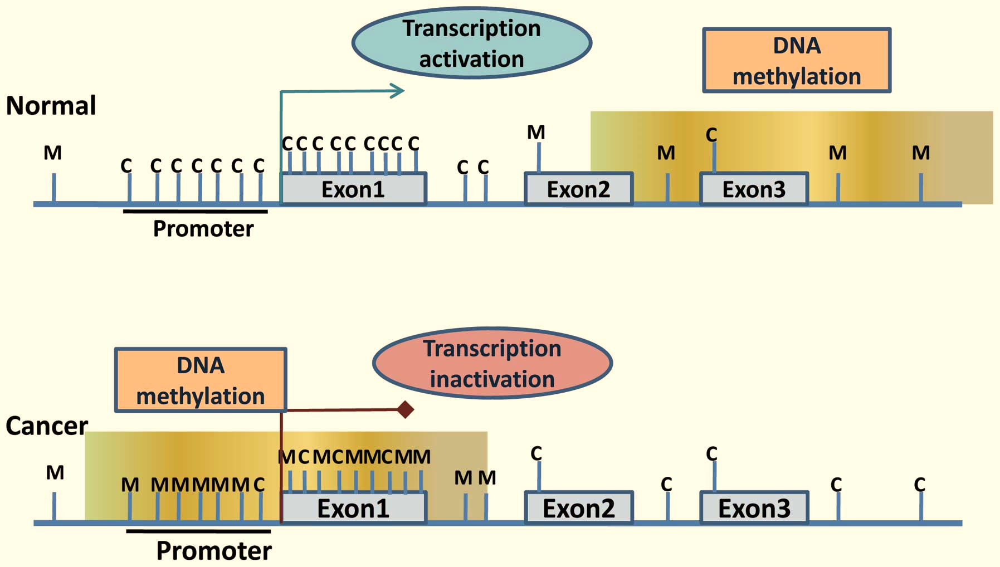 Transcription
activation
DNA
methylation
Normal
M C C C C C C C C C C C C C C C C C C M M C M M
Exon1 Exon2 Exon3
Promoter
Transcription
inactivation
DNA
methylation
Cancer
M M M M M M M C M C M C M M C M M M M C C C C C
Exon1 Exon2 Exon3
Promoter